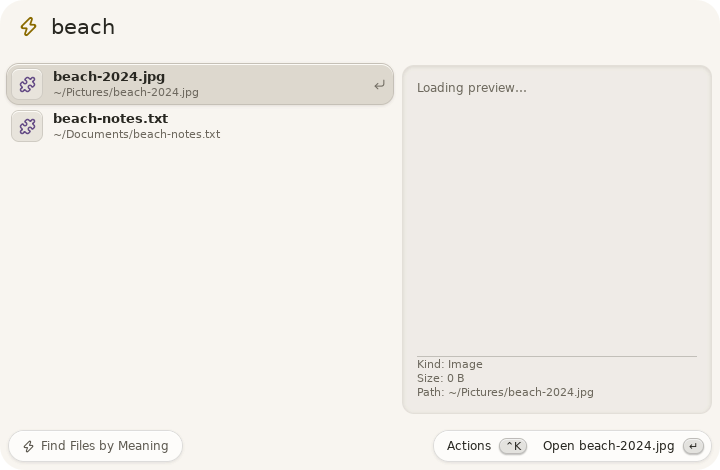 beach
beach-2024.jpg
~/Pictures/beach-2024.jpg
beach-notes.txt
~/Documents/beach-notes.txt
Loading preview...
Kind: Image
Size: 0 B
Path: ~/Pictures/beach-2024.jpg
Find Files by Meaning
Actions ^K Open beach-2024.jpg ↵